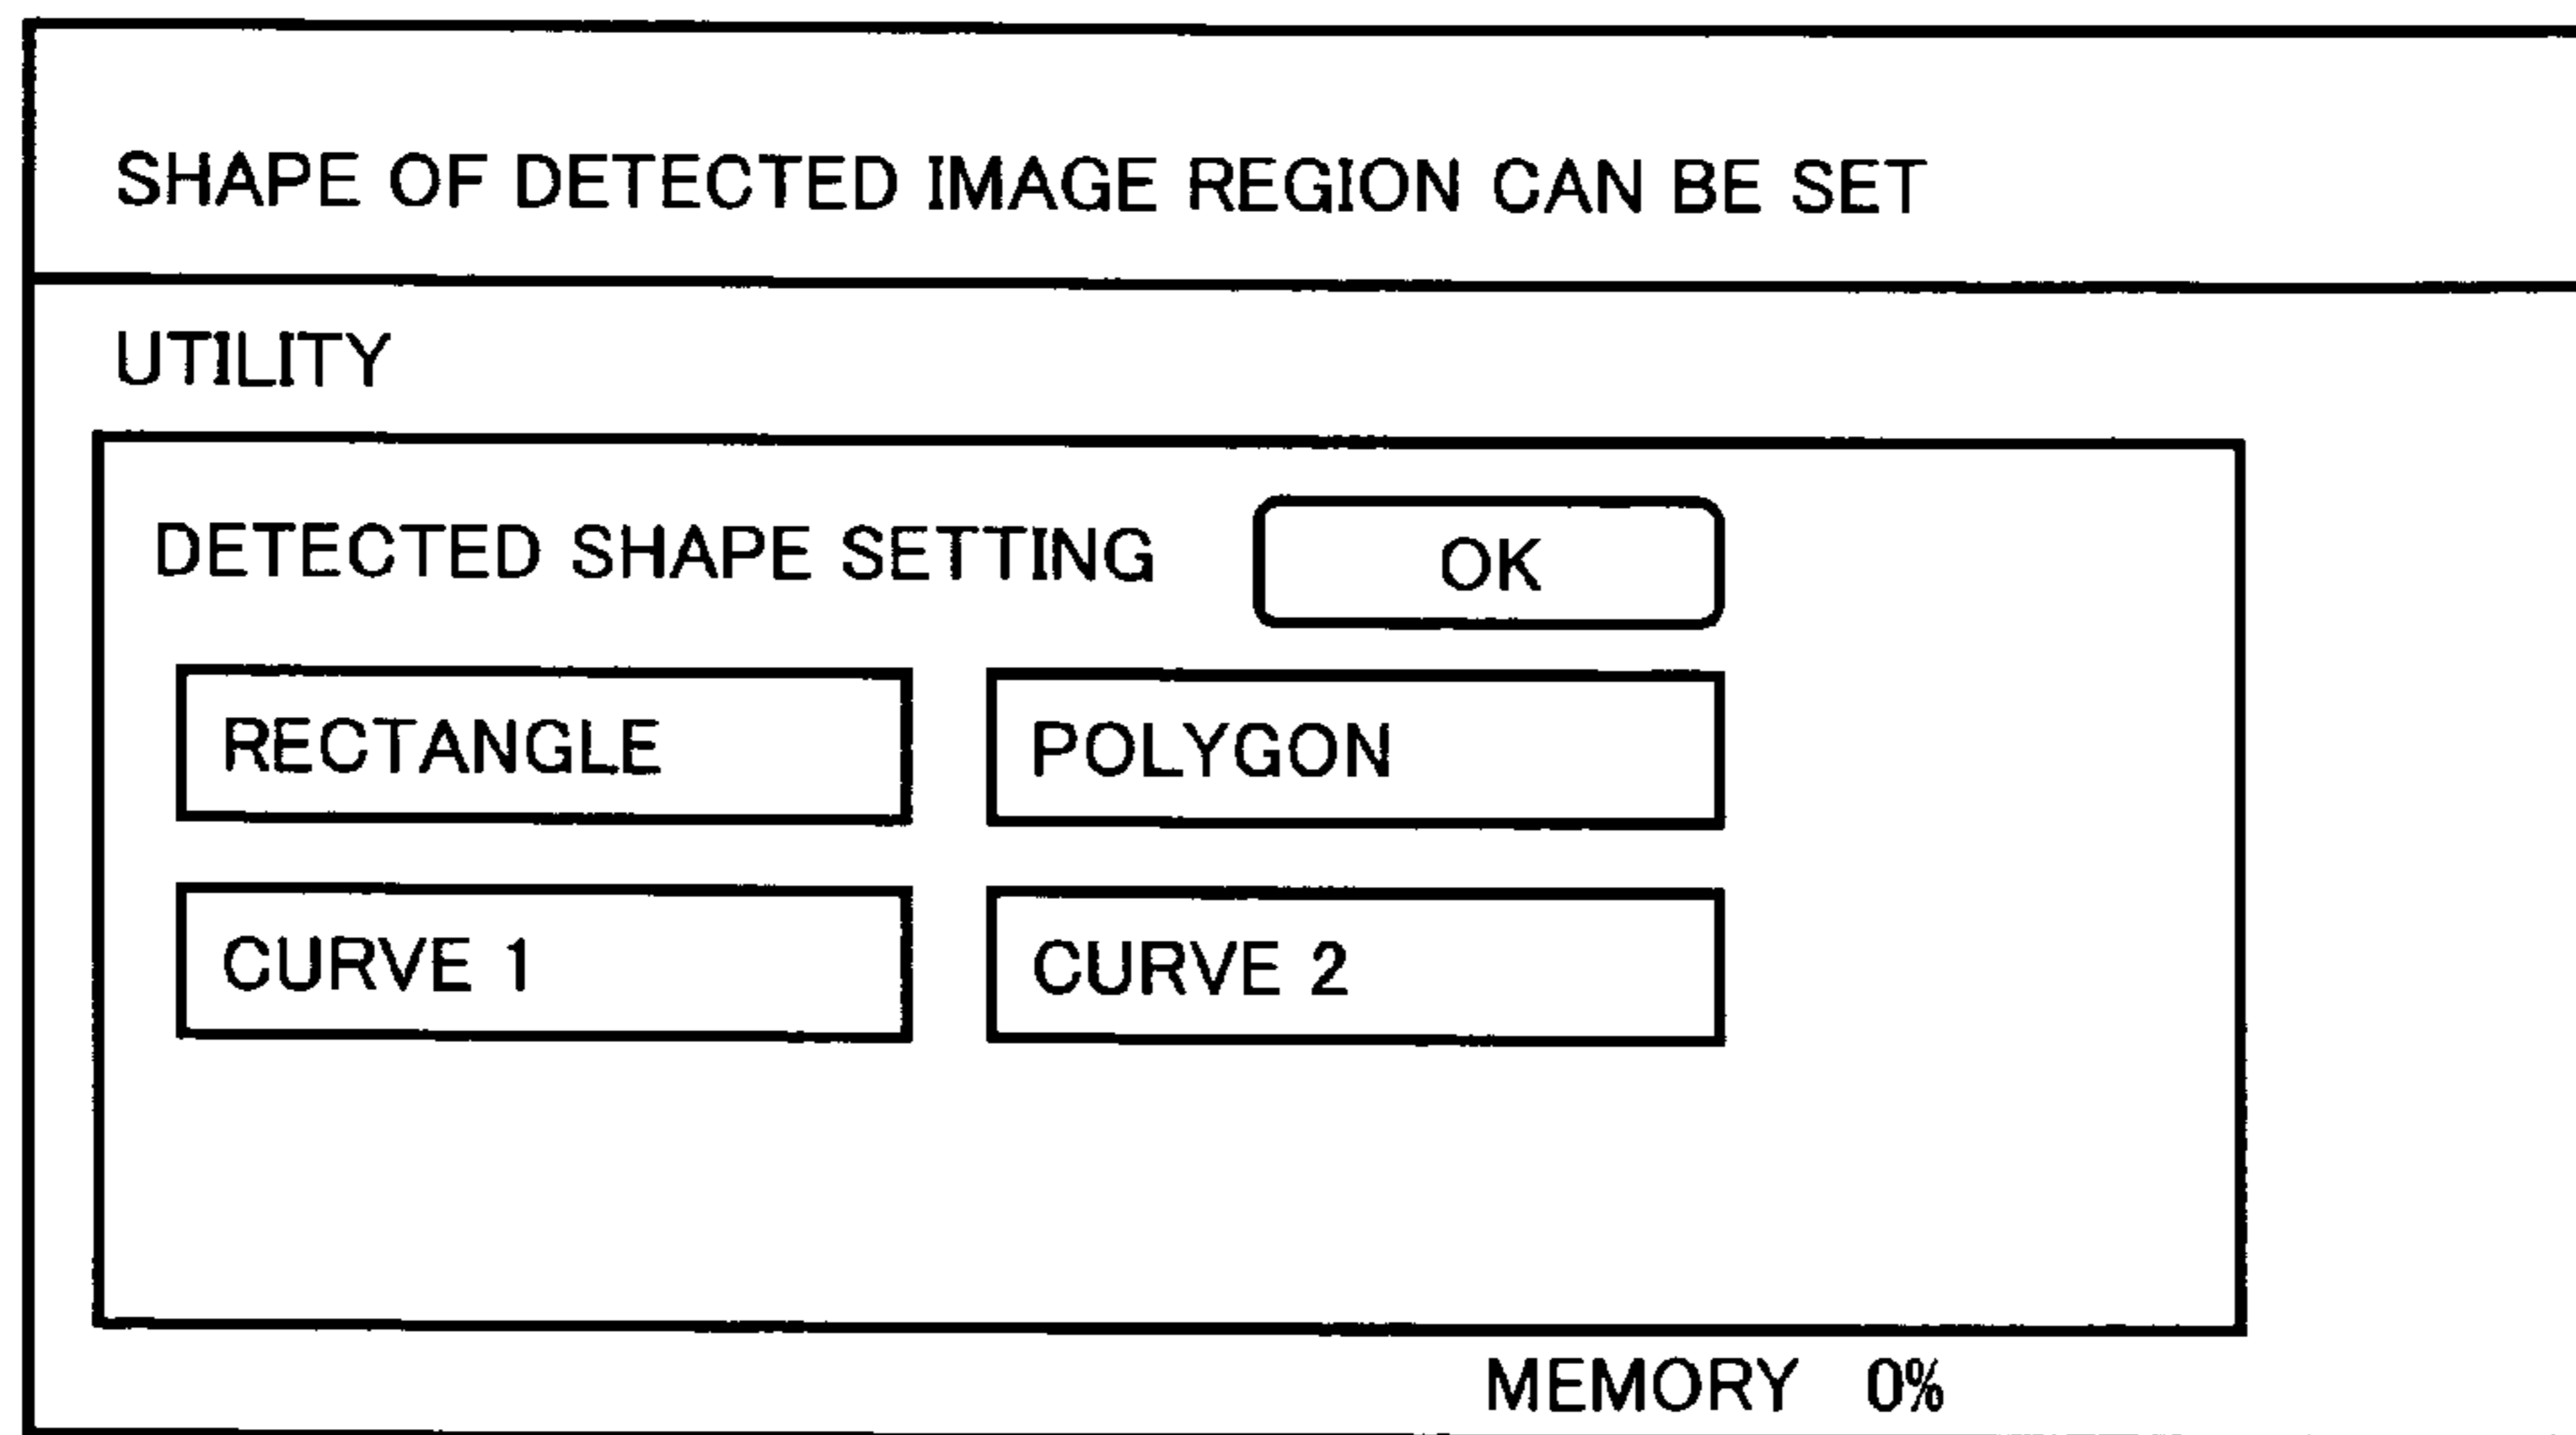 SHAPE OF DETECTED IMAGE REGION CAN BE SET
UTILITY
DETECTED SHAPE SETTING OK
RECTANGLE POLYGON
CURVE 1 CURVE 2
MEMORY 0%